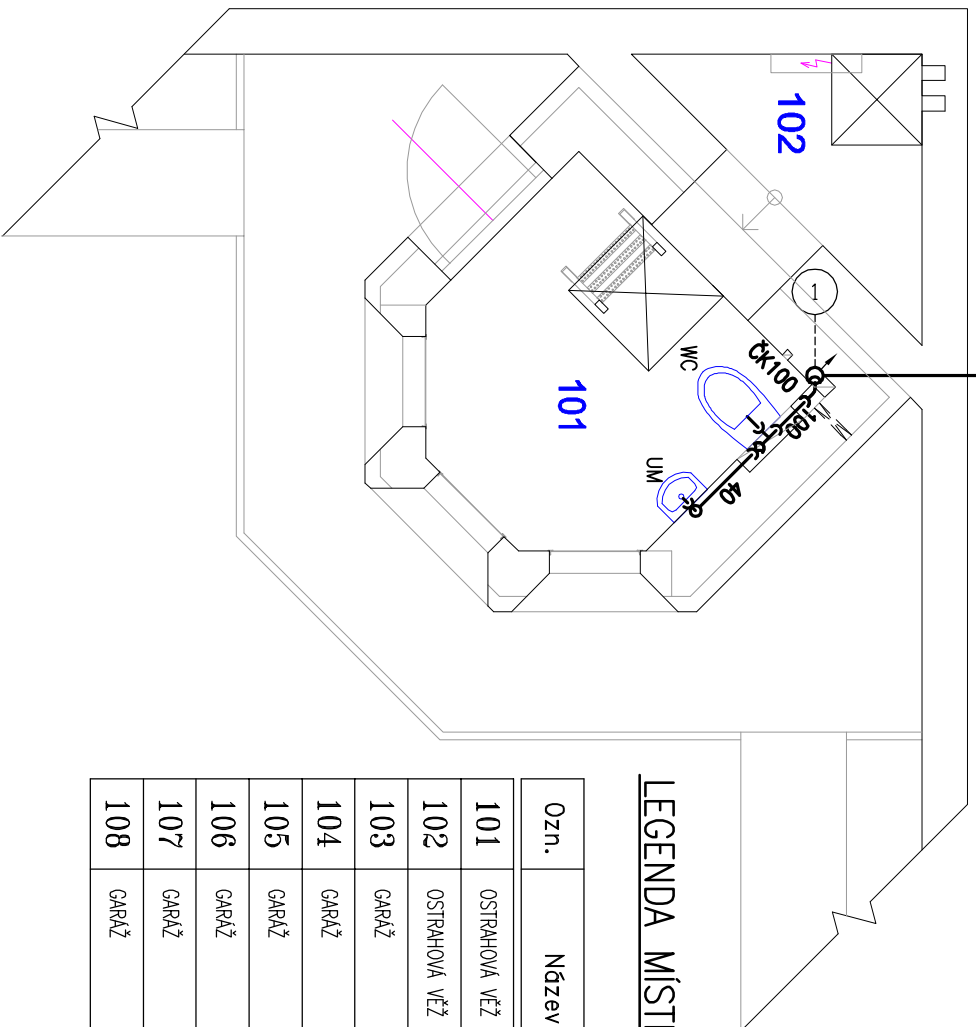 102
1
ČK100
100
WC
101
UM
40
LEGENDA MÍST
Ozn. Název
101 OSTRAHOVÁ VĚŽ
102 OSTRAHOVÁ VĚŽ
103 GARÁŽ
104 GARÁŽ
105 GARÁŽ
106 GARÁŽ
107 GARÁŽ
108 GARÁŽ